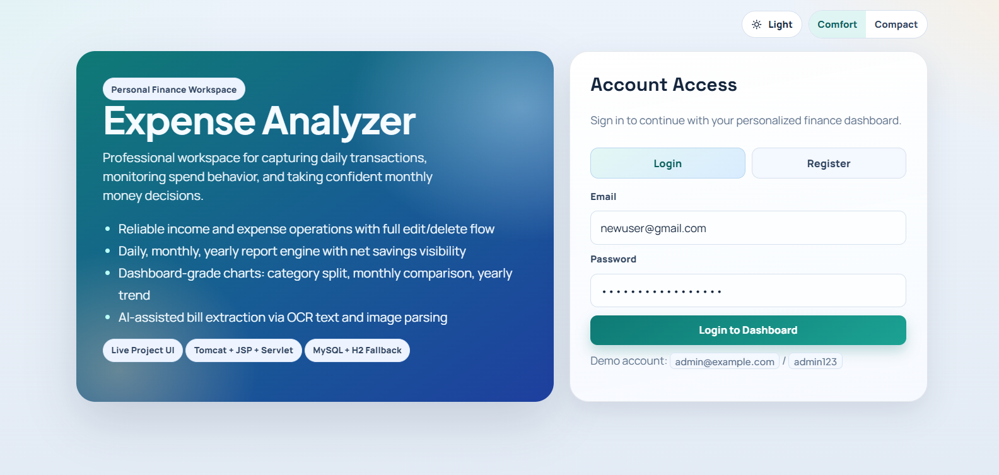 Light
Comfort
Compact
Personal Finance Workspace
Expense Analyzer
Professional workspace for capturing daily transactions,
monitoring spend behavior, and taking confident monthly
money decisions.
• Reliable income and expense operations with full edit/delete flow
• Daily, monthly, yearly report engine with net savings visibility
• Dashboard-grade charts: category split, monthly comparison, yearly
trend
• AI-assisted bill extraction via OCR text and image parsing
Live Project UI
Tomcat + JSP + Servlet
MySQL + H2 Fallback
Account Access
Sign in to continue with your personalized finance dashboard.
Login
Register
Email
newuser@gmail.com
Password
•••••••••••••••••
Login to Dashboard
Demo account: admin@example.com / admin123